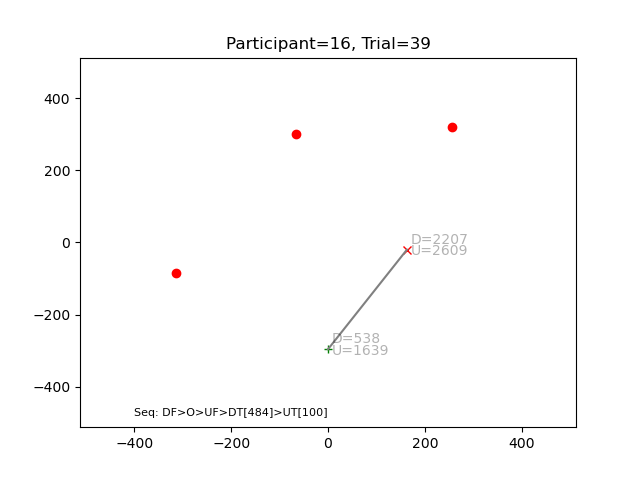 Participant=16, Trial=39
400
200
0
−200
−400
D=2207
U=2609
D=538
U=1639
Seq: DF>O>UF>DT[484]>UT[100]
−400
−200
0
200
400